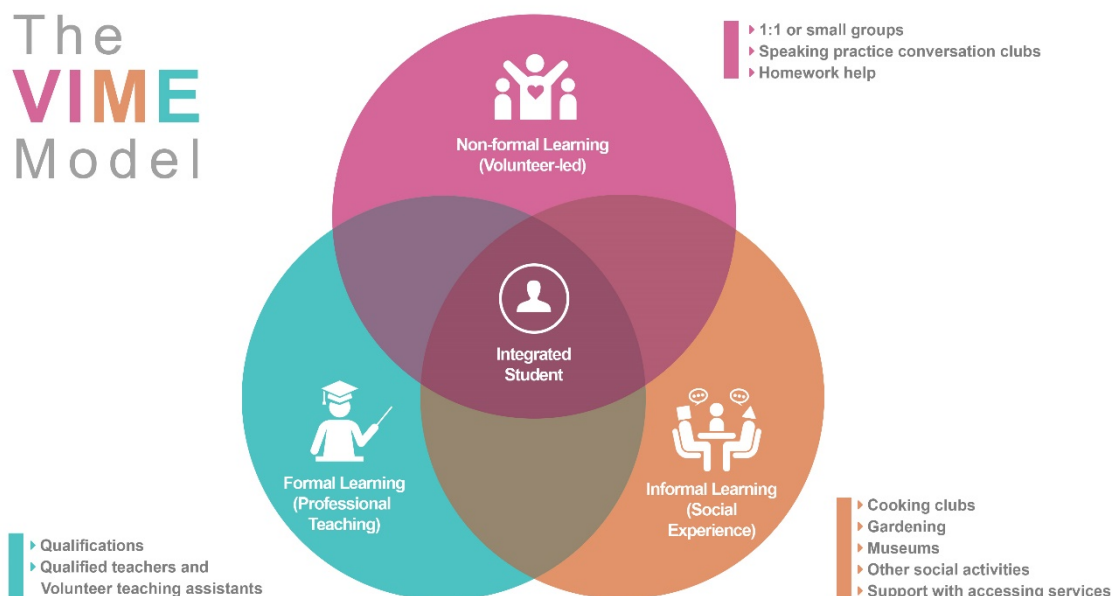 The
VIME
Model
1:1 or small groups
Speaking practice conversation clubs
Homework help
Non-formal Learning
(Volunteer-led)
Integrated
Student
Formal Learning
(Professional
Teaching)
Informal Learning
(Social
Experience)
Qualifications
Qualified teachers and
Volunteer teaching assistants
Cooking clubs
Gardening
Museums
Other social activities
Support with accessing services